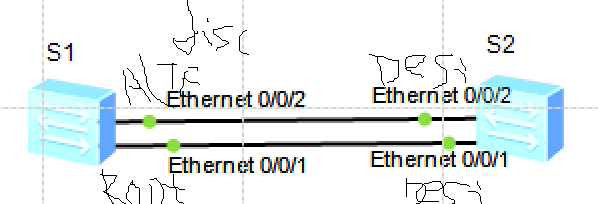 Disc
S1
S2
Alte
Desi
Ethernet 0/0/2
Ethernet 0/0/2
Ethernet 0/0/1
Ethernet 0/0/1
Root
Desi